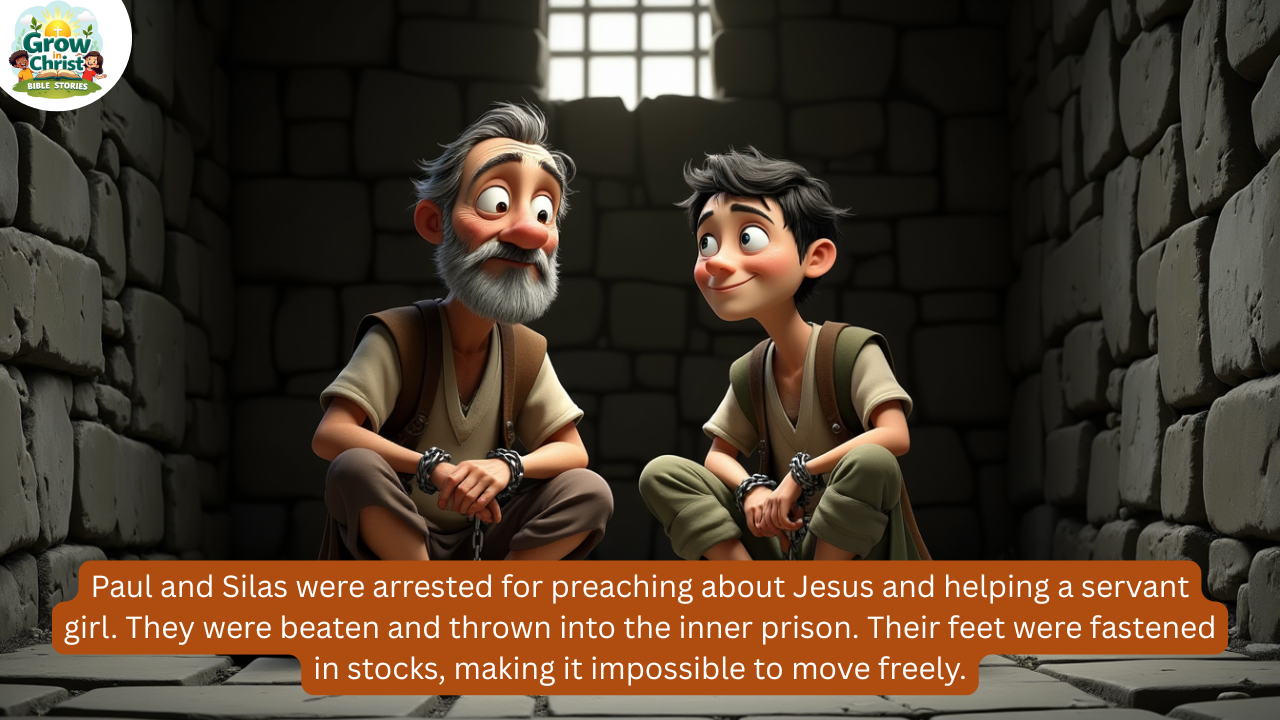 Grow
in
Christ
BIBLE STORIES
Paul and Silas were arrested for preaching about Jesus and helping a servant
girl. They were beaten and thrown into the inner prison. Their feet were fastened
in stocks, making it impossible to move freely.